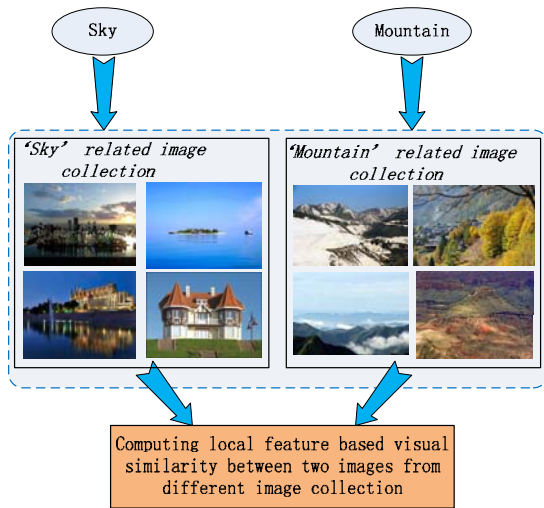 Sky
Mountain
‘Sky’ related image
collection
‘Mountain’ related image
collection
Computing local feature based visual
similarity between two images from
different image collection